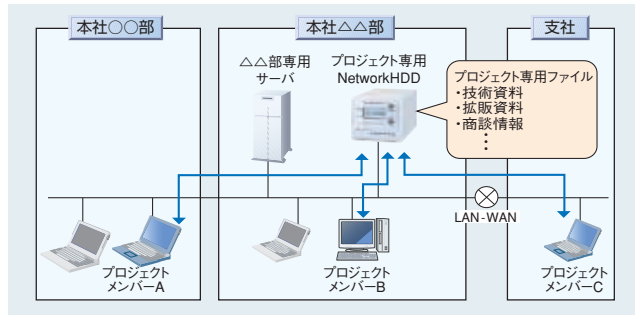 本社○○部
本社△△部
支社
△△部専用
サーバ
プロジェクト専用
NetworkHDD
プロジェクト専用ファイル
・技術資料
・拡販資料
・商談情報
⋮
LAN-WAN
プロジェクト
メンバーA
プロジェクト
メンバーB
プロジェクト
メンバーC